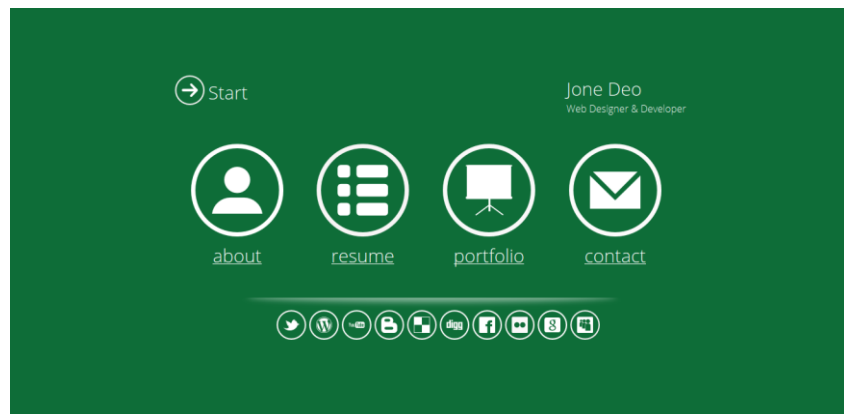 Start
Jone Deo
Web Designer & Developer
about
resume
portfolio
contact
digg